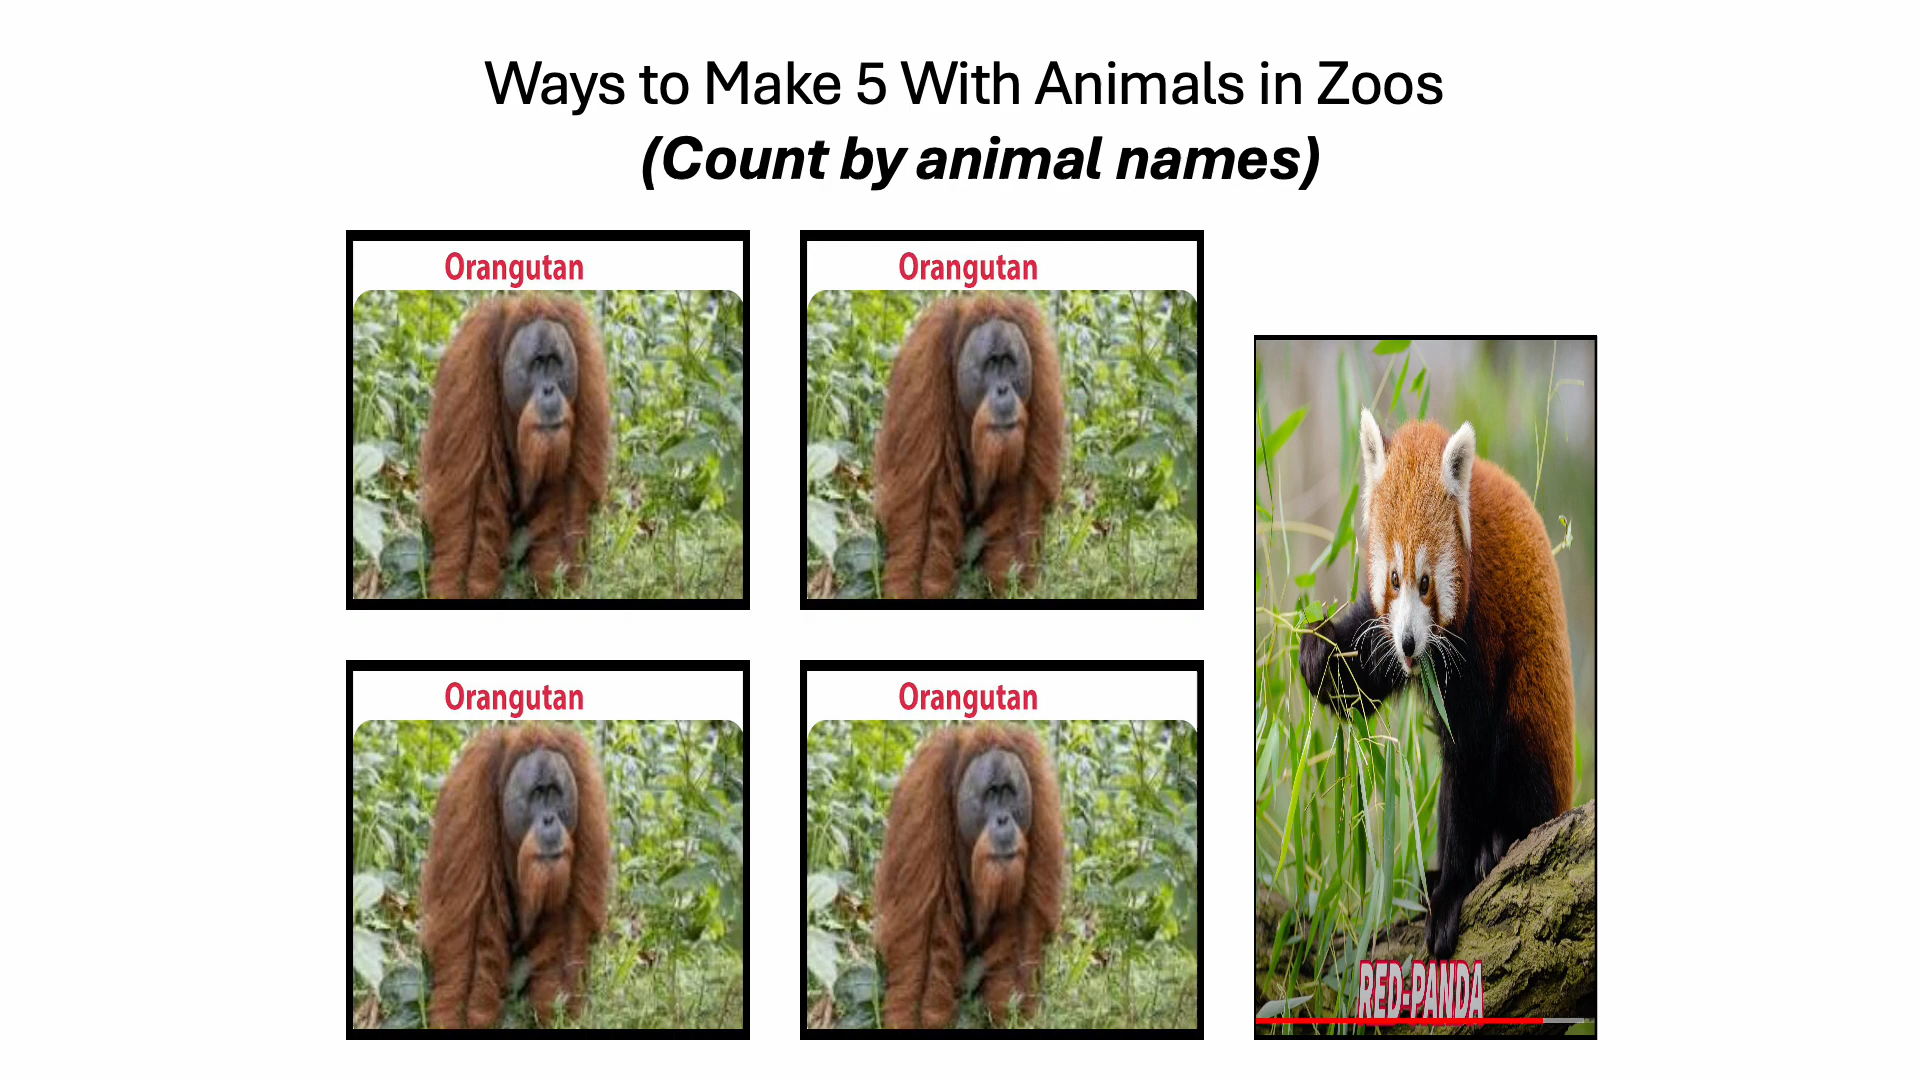 Ways to Make 5 With Animals in Zoos
(Count by animal names)
Orangutan
Orangutan
Orangutan
Orangutan
RED-PANDA